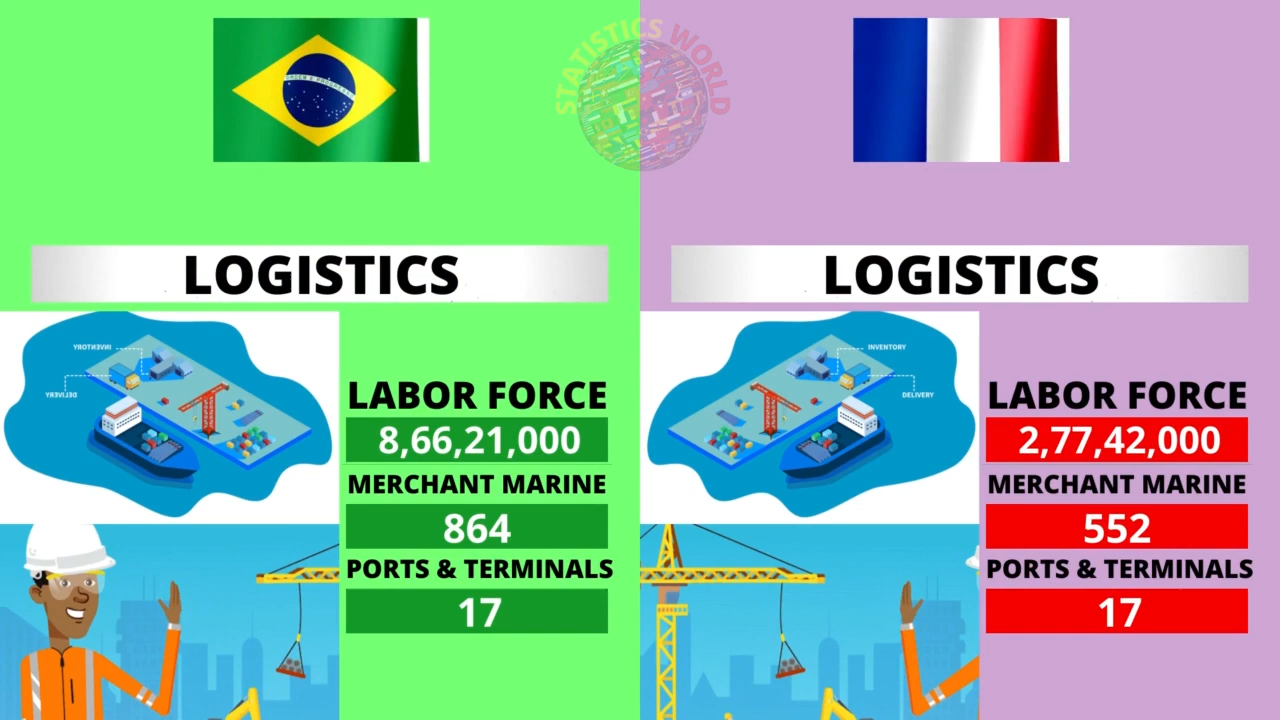 STATISTICS WORLD
LOGISTICS
INVENTORY
DELIVERY
LABOR FORCE
8,66,21,000
MERCHANT MARINE
864
PORTS & TERMINALS
17
LOGISTICS
INVENTORY
DELIVERY
LABOR FORCE
2,77,42,000
MERCHANT MARINE
552
PORTS & TERMINALS
17